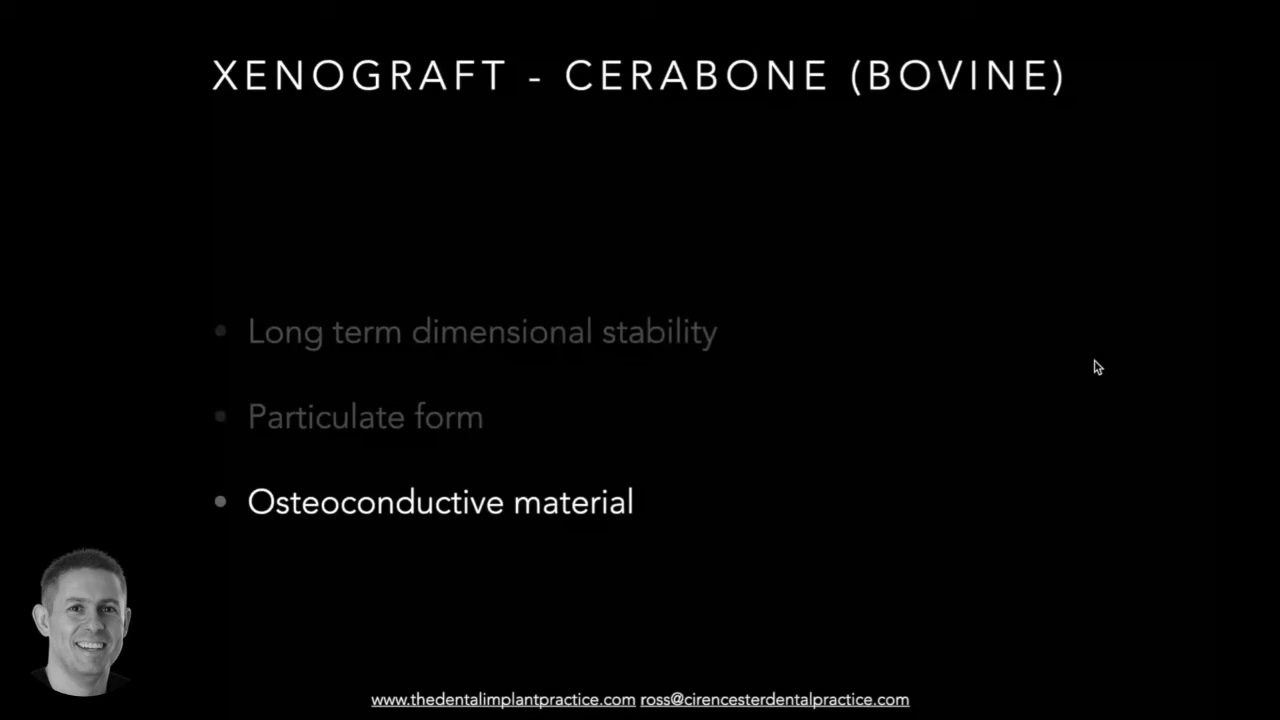 XENOGRAFT - CERABONE (BOVINE)
• Long term dimensional stability
• Particulate form
• Osteoconductive material
www.thedentalimplantpractice.com ross@cirencesterdentalpractice.com